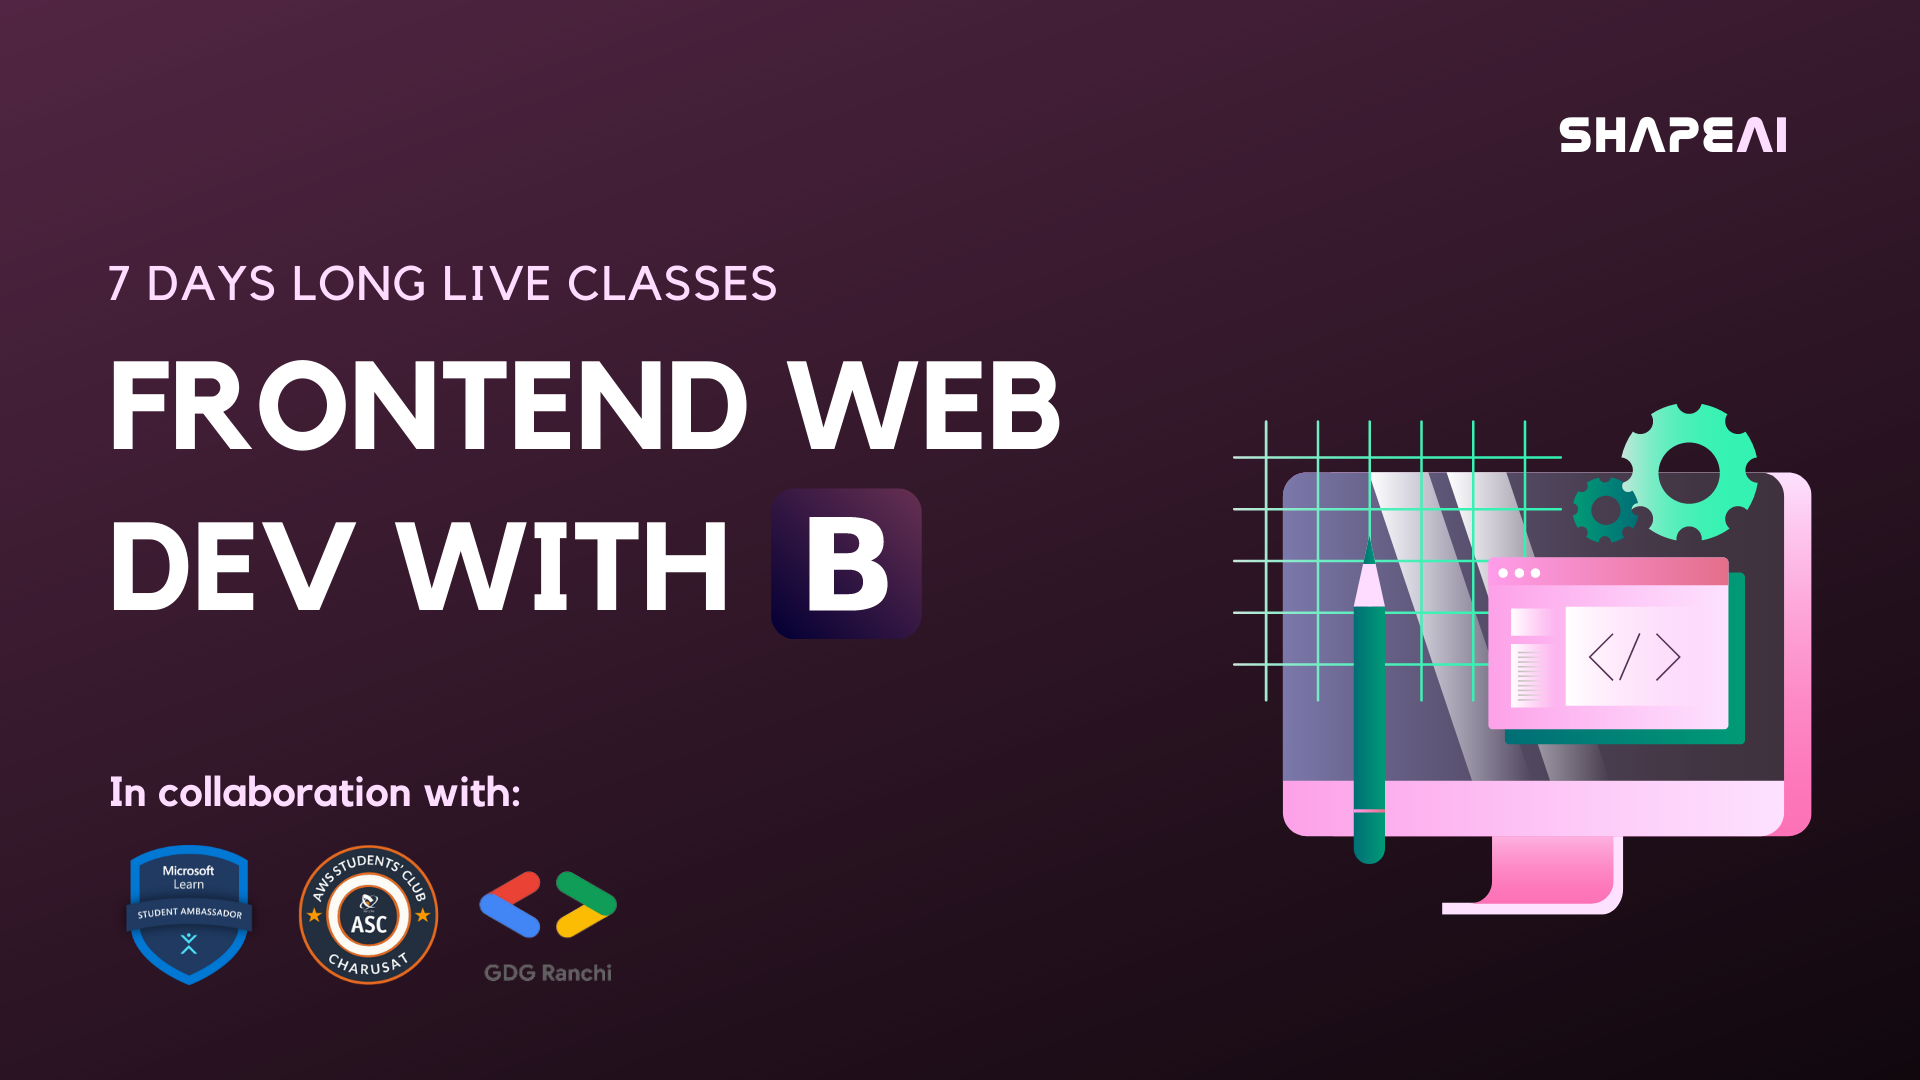 SHAPEAI
7 DAYS LONG LIVE CLASSES
FRONTEND WEB
DEV WITH B
</>
In collaboration with:
Microsoft
Learn
STUDENT AMBASSADOR
AWS STUDENTS' CLUB
ASC
CHARUSAT
GDG Ranchi